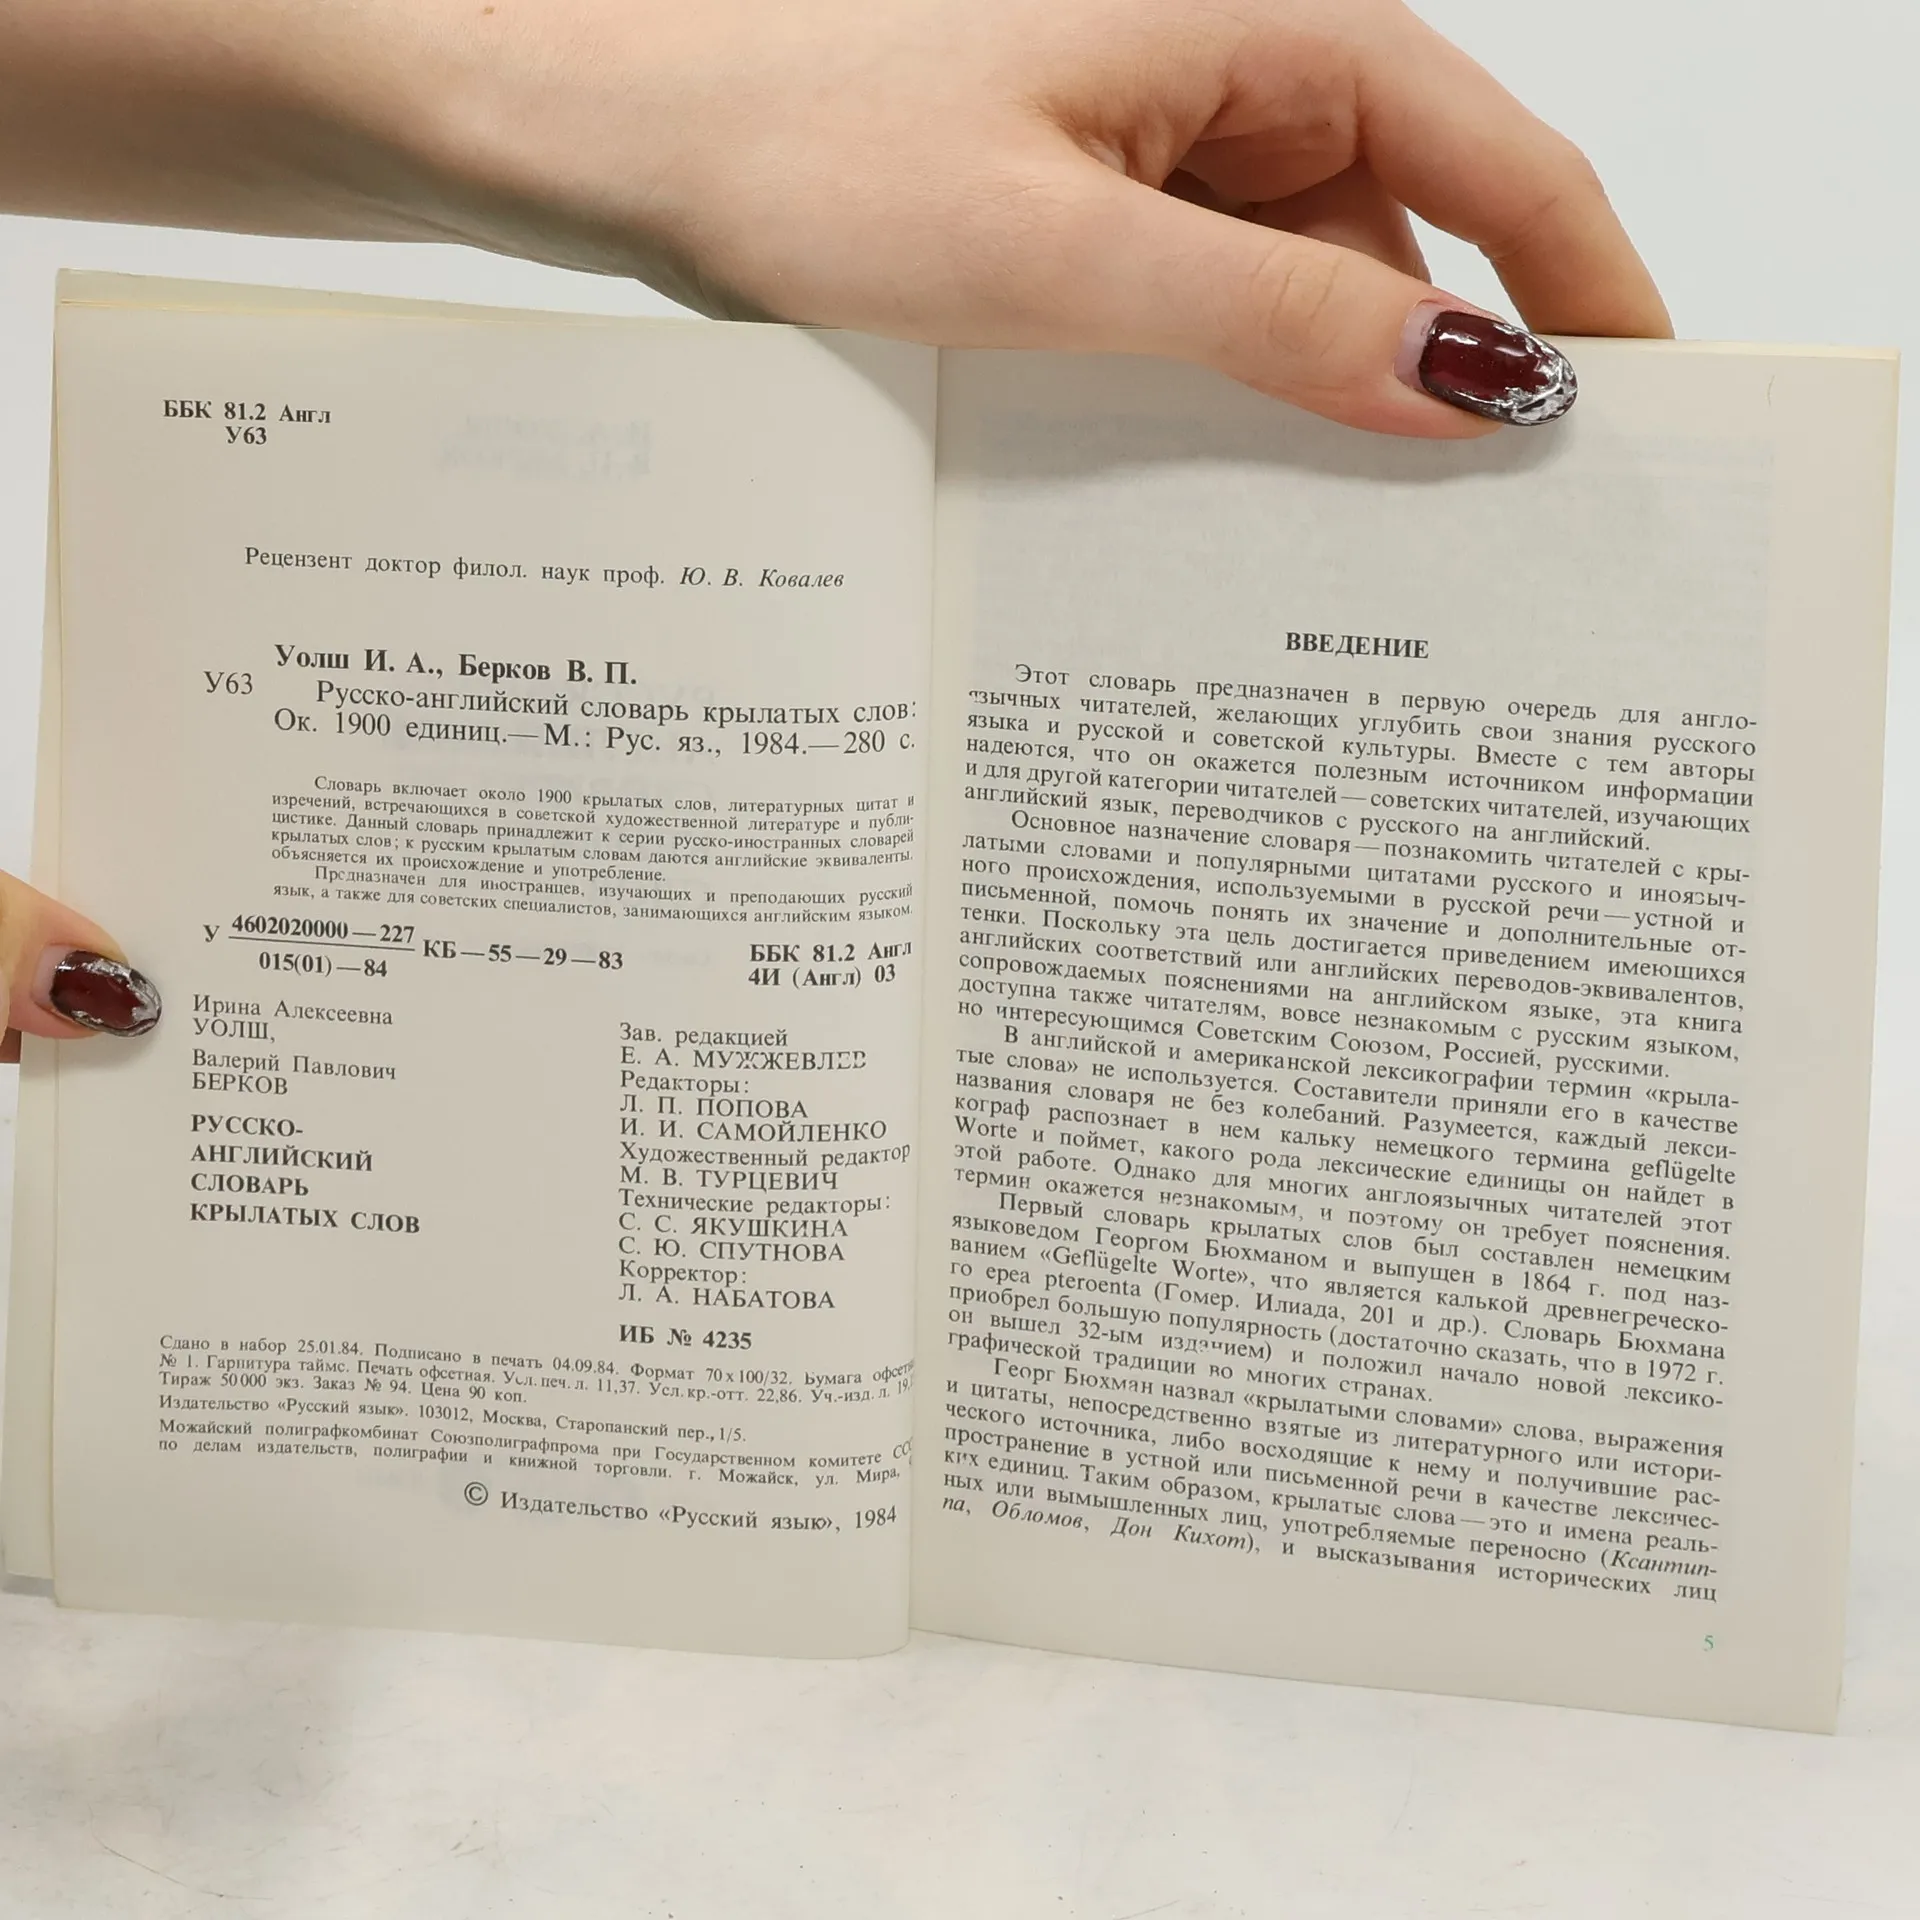 ББК 81.2 Англ
У63
Рецензент доктор филол. наук проф. Ю. В. Ковалев
Уолш И. А., Берков В. П.
У63 Русско-английский словарь крылатых слов:
Ок. 1900 единиц.— М.: Рус. яз., 1984.— 280 с.
Словарь включает около 1900 крылатых слов, литературных цитат и
изречений, встречающихся в советской художественной литературе и публи-
цистике. Данный словарь принадлежит к серии русско-иностранных словарей
крылатых слов; к русским крылатым словам даются английские эквиваленты,
объясняется их происхождение и употребление.
Предназначен для иностранцев, изучающих и преподающих русский
язык, а также для советских специалистов, занимающихся английским языком.
У 4602020000—227
015(01)—84
КБ—55—29—83
ББК 81.2 Англ
4И (Англ) 03
Ирина Алексеевна
УОЛШ,
Валерий Павлович
БЕРКОВ
РУССКО-
АНГЛИЙСКИЙ
СЛОВАРЬ
КРЫЛАТЫХ СЛОВ
Зав. редакцией
Е. А. МУЖЖЕВЛЕВ
Редакторы:
Л. П. ПОПОВА
И. И. САМОЙЛЕНКО
Художественный редактор
М. В. ТУРЦЕВИЧ
Технические редакторы:
С. С. ЯКУШКИНА
С. Ю. СПУТНОВА
Корректор:
Л. А. НАБАТОВА
ИБ № 4235
Сдано в набор 25.01.84. Подписано в печать 04.09.84. Формат 70×100/32. Бумага
№ 1. Гарнитура таймс. Печать офсетная. Усл. печ. л. 11,37. Усл. кр.-отт. 22,86. Уч.-изд. л.
Тираж 50 000 экз. Заказ № 94. Цена 90 коп.
Издательство «Русский язык». 103012, Москва, Старопанский пер., 1/5.
Можайский полиграфкомбинат Союзполиграфпрома при Государственном комитете
по делам издательств, полиграфии и книжной торговли. г. Можайск, ул. Мира,
© Издательство «Русский язык», 1984
ВВЕДЕНИЕ
Этот словарь предназначен в первую очередь для англо-
язычных читателей, желающих углубить свои знания русского
языка и русской и советской культуры. Вместе с тем авторы
надеются, что он окажется полезным источником информации
и для другой категории читателей — советских читателей, изучающих
английский язык, переводчиков с русского на английский.
Основное назначение словаря — познакомить читателей с кры-
латыми словами и популярными цитатами русского и иноязыч-
ного происхождения, используемыми в русской речи — устной и
письменной, помочь понять их значение и дополнительные от-
тенки. Поскольку эта цель достигается приведением имеющихся
английских соответствий или английских переводов-эквивалентов,
сопровождаемых пояснениями на английском языке, эта книга
доступна также читателям, вовсе незнакомым с русским языком,
но интересующимся Советским Союзом, Россией, русскими.
В английской и американской лексикографии термин «крыла-
тые слова» не используется. Составители приняли его в качестве
названия словаря не без колебаний. Разумеется, каждый лекси-
кограф распознает в нем кальку немецкого термина geflügelte
Worte и поймет, какого рода лексические единицы он найдет в
этой работе. Однако для многих англоязычных читателей этот
термин окажется незнакомым, и поэтому он требует пояснения.
Первый словарь крылатых слов был составлен немецким
языковедом Георгом Бюхманом и выпущен в 1864 г. под наз-
ванием «Geflügelte Worte», что является калькой древнегреческо-
го epea pteroenta (Гомер. Илиада, 201 и др.). Словарь Бюхмана
приобрел большую популярность (достаточно сказать, что в 1972 г.
он вышел 32-ым изданием) и положил начало новой лексико-
графической традиции во многих странах.
Георг Бюхман назвал «крылатыми словами» слова, выражения
и цитаты, непосредственно взятые из литературного или истори-
ческого источника, либо восходящие к нему и получившие рас-
пространение в устной или письменной речи в качестве лексичес-
ких единиц. Таким образом, крылатые слова — это и имена реаль-
ных или вымышленных лиц, употребляемые переносно (Ксантип-
па, Обломов, Дон Кихот), и высказывания исторических лиц
5